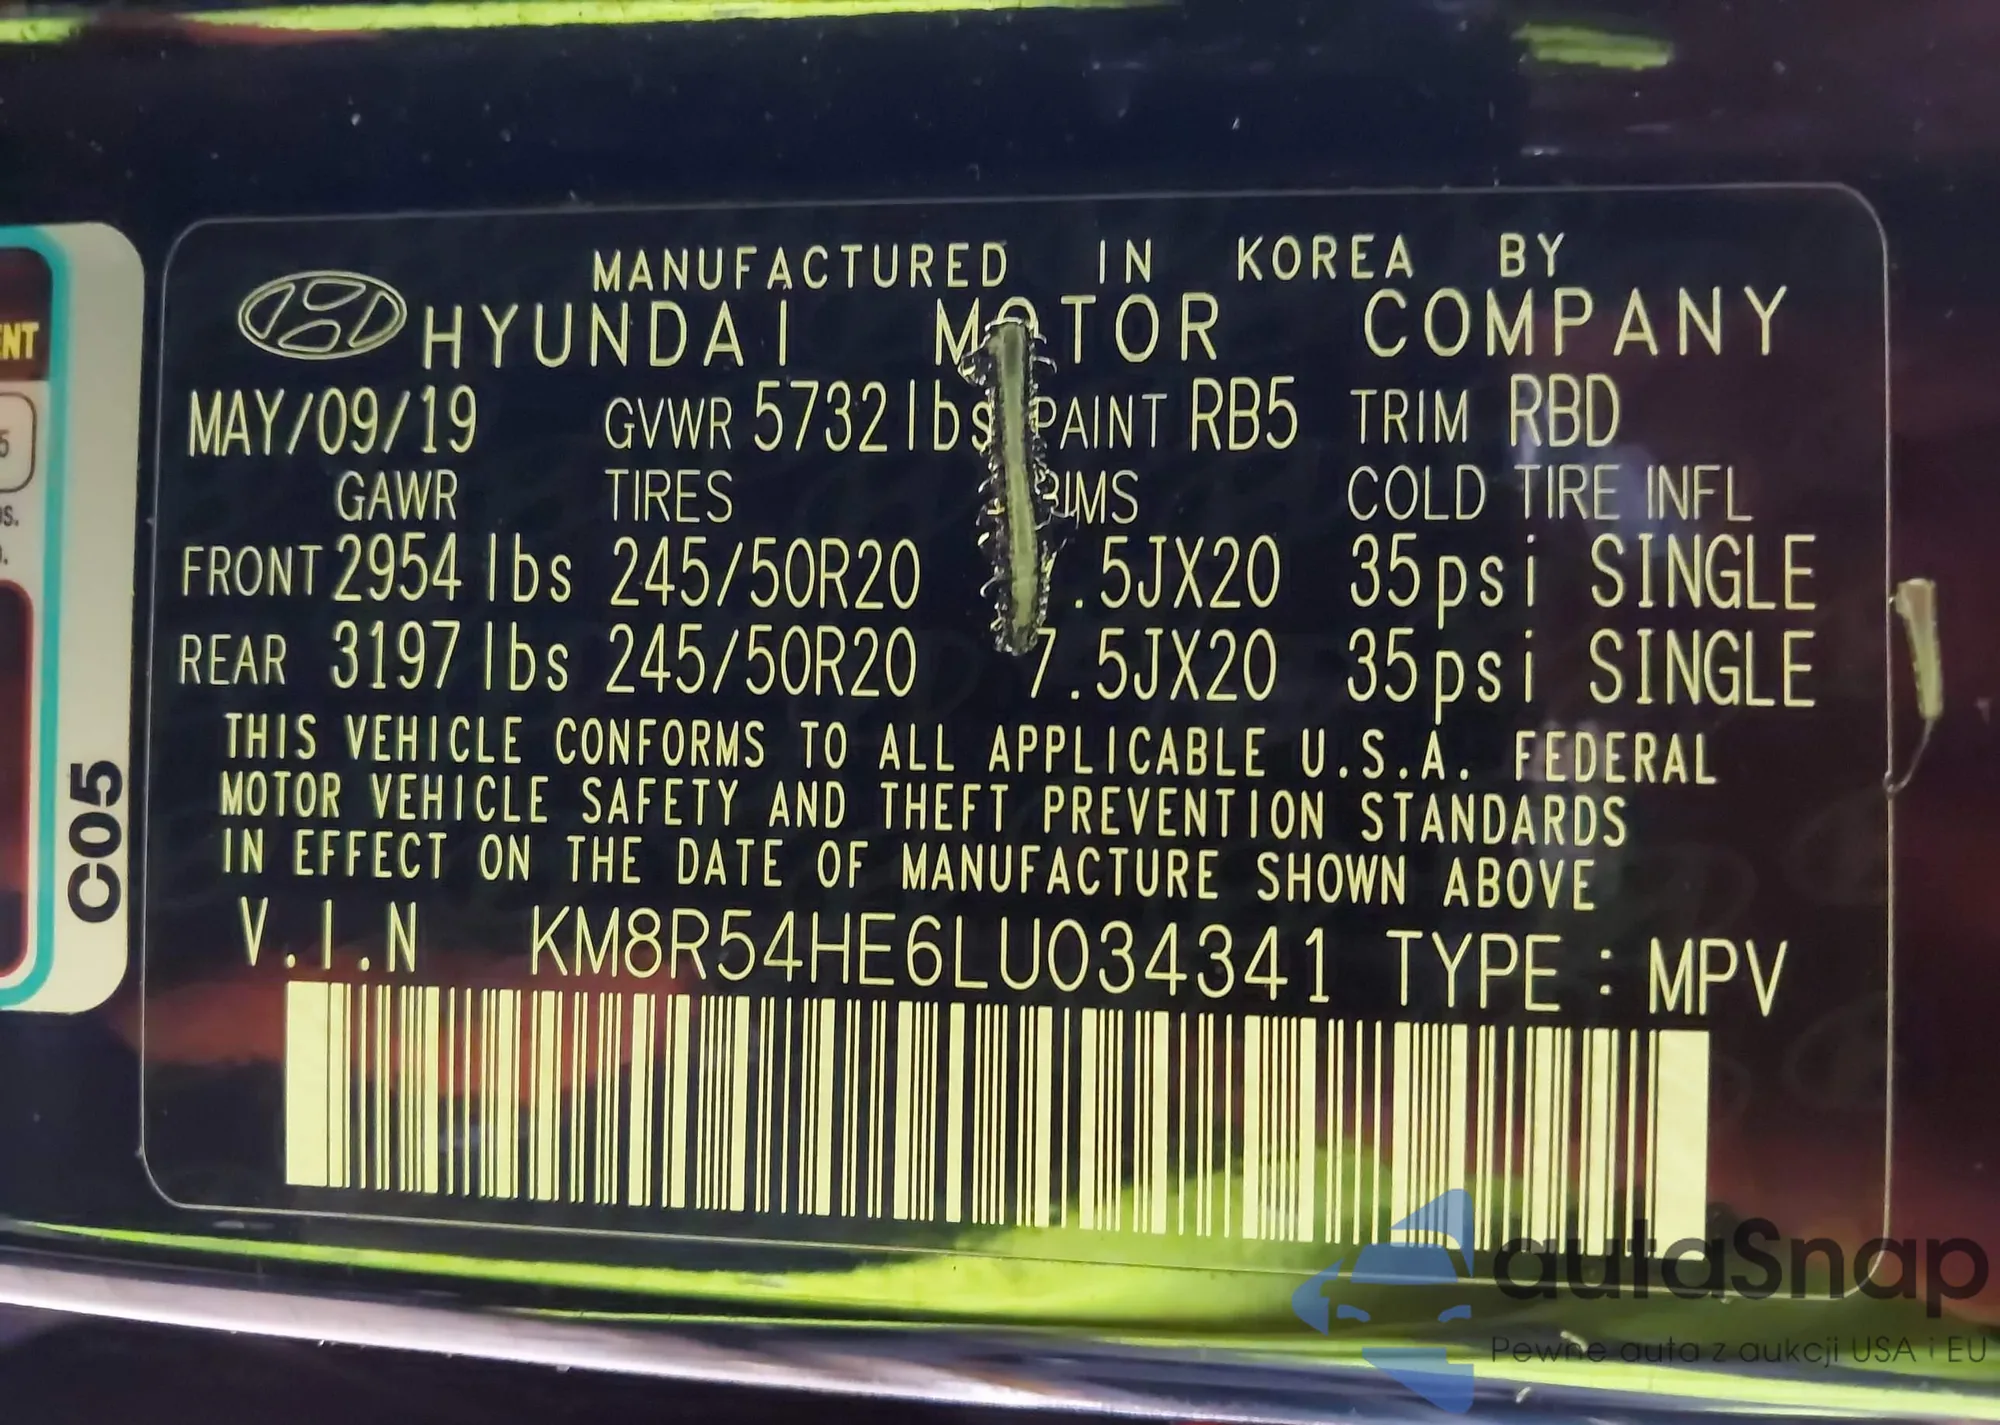 MANUFACTURED IN KOREA BY
HYUNDAI MOTOR COMPANY
MAY/09/19 GVWR 5732 lbs PAINT RB5 TRIM RBD
GAWR TIRES RIMS COLD TIRE INFL
FRONT 2954 lbs 245/50R20 7.5JX20 35psi SINGLE
REAR 3197 lbs 245/50R20 7.5JX20 35psi SINGLE
THIS VEHICLE CONFORMS TO ALL APPLICABLE U.S.A. FEDERAL
MOTOR VEHICLE SAFETY AND THEFT PREVENTION STANDARDS
IN EFFECT ON THE DATE OF MANUFACTURE SHOWN ABOVE
V.I.N KM8R54HE6LU034341 TYPE : MPV
C05
autaSnap
Pewne auta z aukcji USA i EU